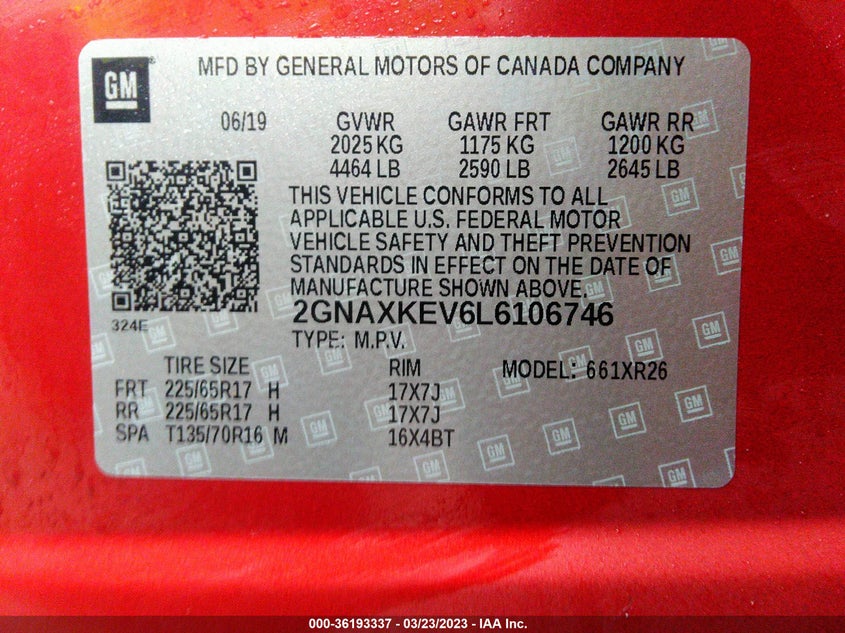 GM
MFD BY GENERAL MOTORS OF CANADA COMPANY
06/19 GVWR GAWR FRT GAWR RR
2025 KG 1175 KG 1200 KG
4464 LB 2590 LB 2645 LB
THIS VEHICLE CONFORMS TO ALL
APPLICABLE U.S. FEDERAL MOTOR
VEHICLE SAFETY AND THEFT PREVENTION
STANDARDS IN EFFECT ON THE DATE OF
MANUFACTURE SHOWN ABOVE.
2GNAXKEV6L6106746
324E
TYPE: M.P.V.
TIRE SIZE RIM MODEL: 661XR26
FRT 225/65R17 H 17X7J
RR 225/65R17 H 17X7J
SPA T135/70R16 M 16X4BT
000-36193337 - 03/23/2023 - IAA Inc.